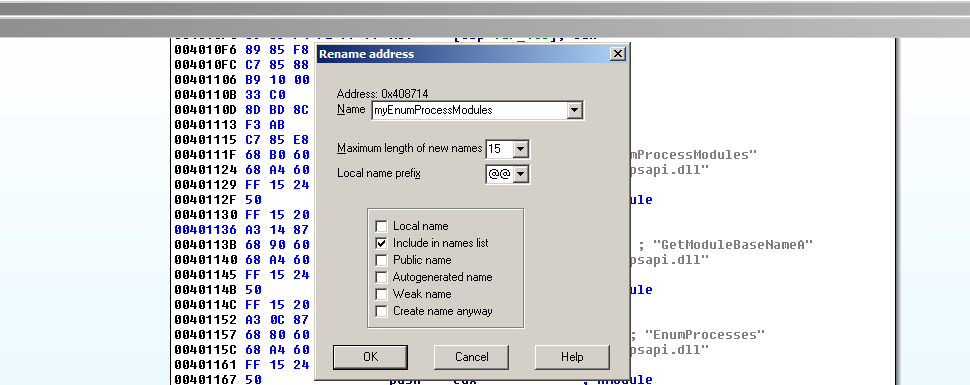 004010F6 89 85 F8
Rename address
004010FC C7 85 88
00401106 B9 10 00
Address: 0x408714
0040110B 33 C0
Name myEnumProcessModules
0040110D 8D BD 8C
00401113 F3 AB
00401115 C7 85 E8
Maximum length of new names 15
0040111F 68 B0 60 mProcessModules"
00401124 68 A4 60 psapi.dll"
Local name prefix @@
00401129 FF 15 24
0040112F 50 ule
00401130 FF 15 20
Local name
00401136 A3 14 87
Include in names list
0040113B 68 90 60 ; "GetModuleBaseNameA"
Public name
00401140 68 A4 60 psapi.dll"
Autogenerated name
00401145 FF 15 24
0040114B 50 ule
Weak name
0040114C FF 15 20
Create name anyway
00401152 A3 0C 87
00401157 68 80 60 ; "EnumProcesses"
0040115C 68 A4 60 psapi.dll"
OK Cancel Help
00401161 FF 15 24
00401167 50